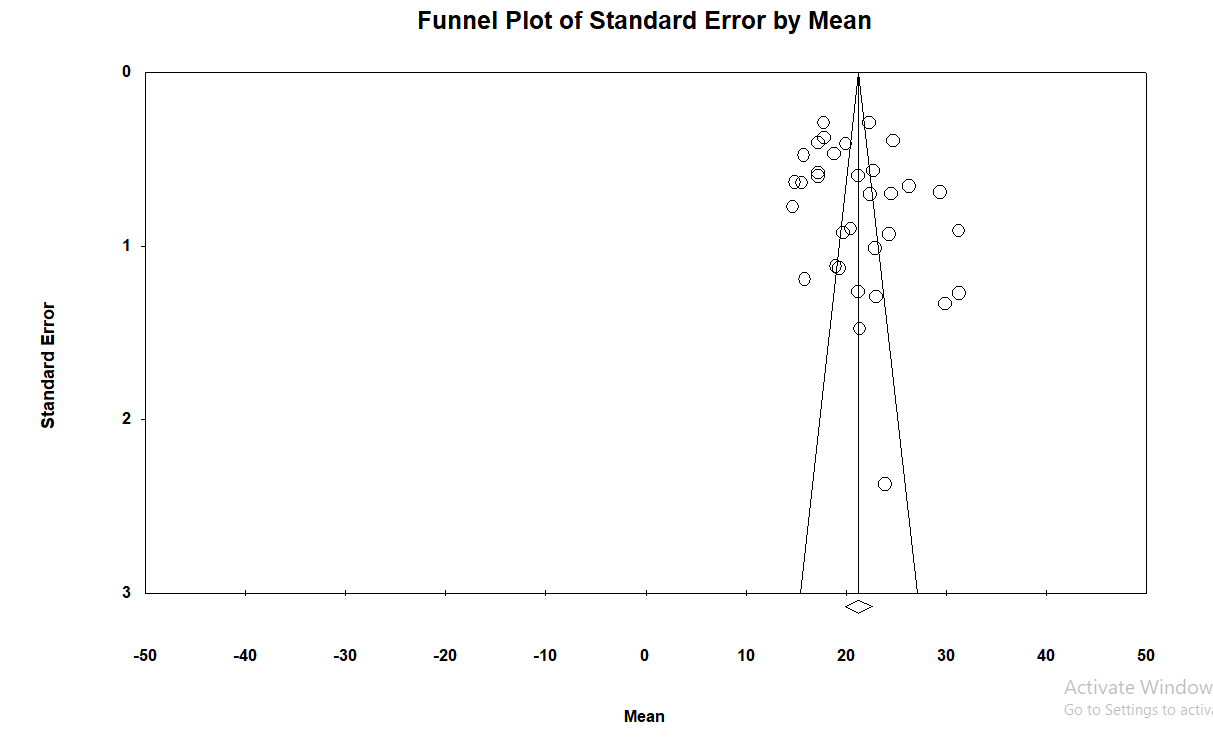 Funnel Plot of Standard Error by Mean
0
1
2
3
Standard Error
-50 -40 -30 -20 -10 0 10 20 30 40 50
Mean
Activate Window
Go to Settings to activ